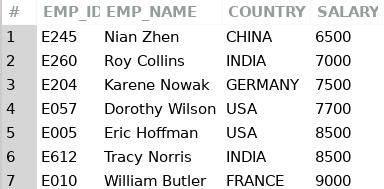 # EMP_ID EMP_NAME COUNTRY SALARY
1 E245 Nian Zhen CHINA 6500
2 E260 Roy Collins INDIA 7000
3 E204 Karene Nowak GERMANY 7500
4 E057 Dorothy Wilson USA 7700
5 E005 Eric Hoffman USA 8500
6 E612 Tracy Norris INDIA 8500
7 E010 William Butler FRANCE 9000